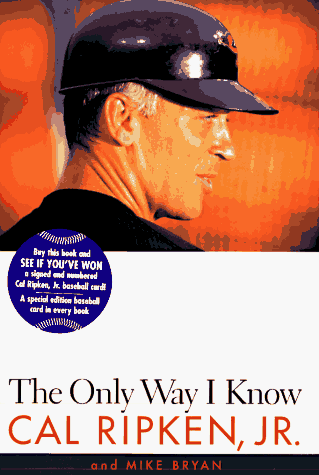 Buy this book and
SEE IF YOU'VE WON
a signed and numbered
Cal Ripken, Jr. baseball card!
A special edition baseball
card in every book
The Only Way I Know
CAL RIPKEN, JR.
and MIKE BRYAN